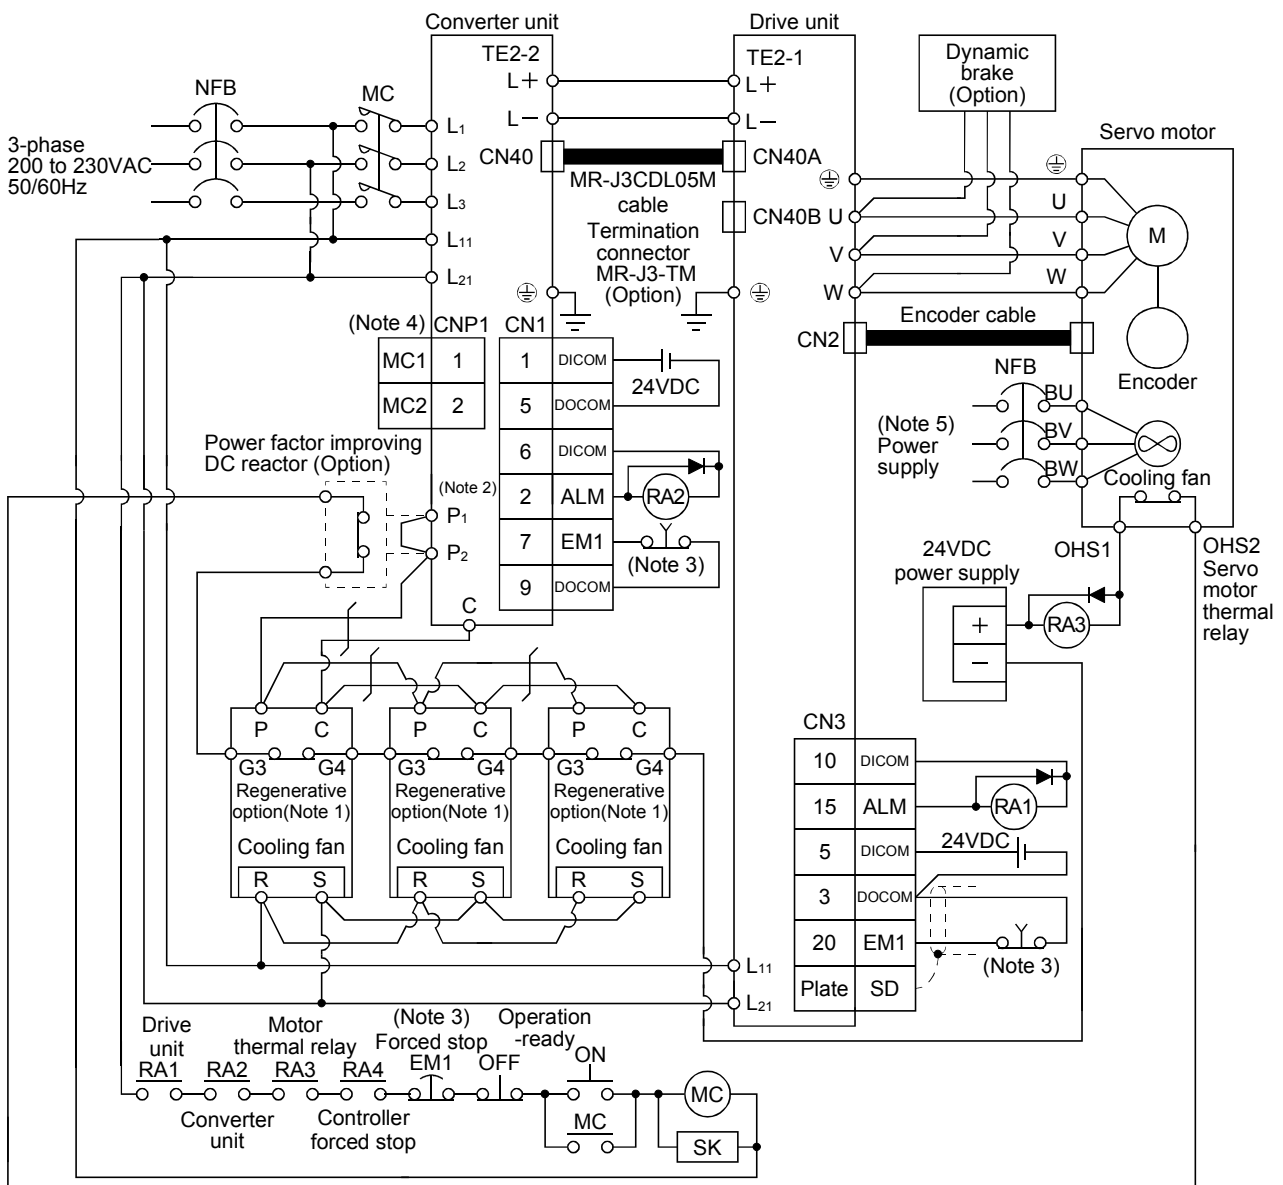 Converter unit
Drive unit
TE2-2
TE2-1
Dynamic
brake
(Option)
NFB
MC
L+
L+
L1
L−
L−
Servo motor
3-phase
200 to 230VAC
50/60Hz
L2
CN40
CN40A
MR-J3CDL05M
cable
L3
CN40B
U
U
Termination
connector
MR-J3-TM
(Option)
M
L11
V
V
L21
W
W
(Note 4)
CNP1
CN1
CN2
Encoder cable
MC1
1
1
DICOM
24VDC
NFB
Encoder
MC2
2
5
DOCOM
BU
(Note 5)
Power
supply
BV
BW
Cooling fan
Power factor improving
DC reactor (Option)
6
DICOM
(Note 2)
2
ALM
RA2
P1
7
EM1
(Note 3)
P2
9
DOCOM
C
24VDC
power supply
OHS1
OHS2
Servo
motor
thermal
relay
+
RA3
−
P
C
P
C
P
C
CN3
G3
G4
G3
G4
G3
G4
Regenerative
option(Note 1)
Regenerative
option(Note 1)
Regenerative
option(Note 1)
Cooling fan
Cooling fan
Cooling fan
R
S
R
S
R
S
10
DICOM
15
ALM
RA1
5
DICOM
24VDC
3
DOCOM
20
EM1
(Note 3)
Plate
SD
L11
L21
Drive
unit
Motor
thermal relay
(Note 3)
Forced stop
Operation
-ready
RA1
RA2
RA3
RA4
EM1
OFF
ON
MC
Converter
unit
Controller
forced stop
MC
SK